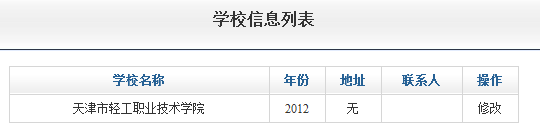 学校信息列表
学校名称 年份 地址 联系人 操作
天津市轻工职业技术学院 2012 无 修改